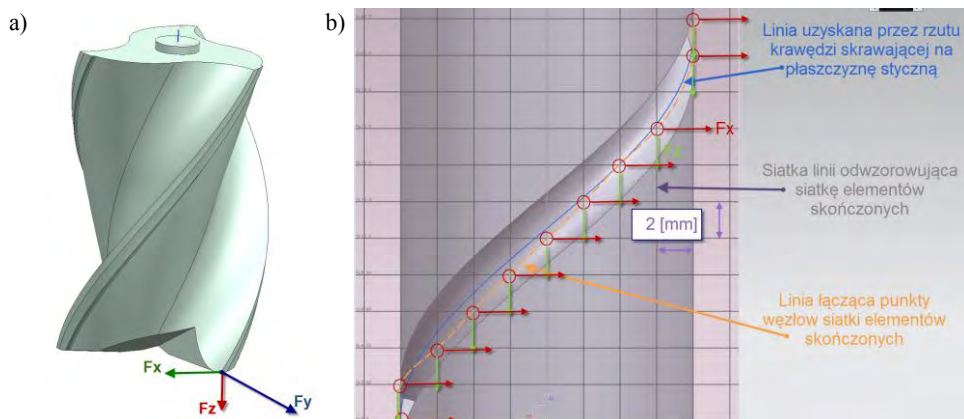 a)
Fx
Fz
Fy
b)
Fx
2 [mm]
Linia uzyskana przez rzutu
krawędzi skrawającej na
płaszczyznę styczną
Siatka linii odwzorowująca
siatkę elementów
skończonych
Linia łącząca punkty
węzłow siatki elementów
skończonych